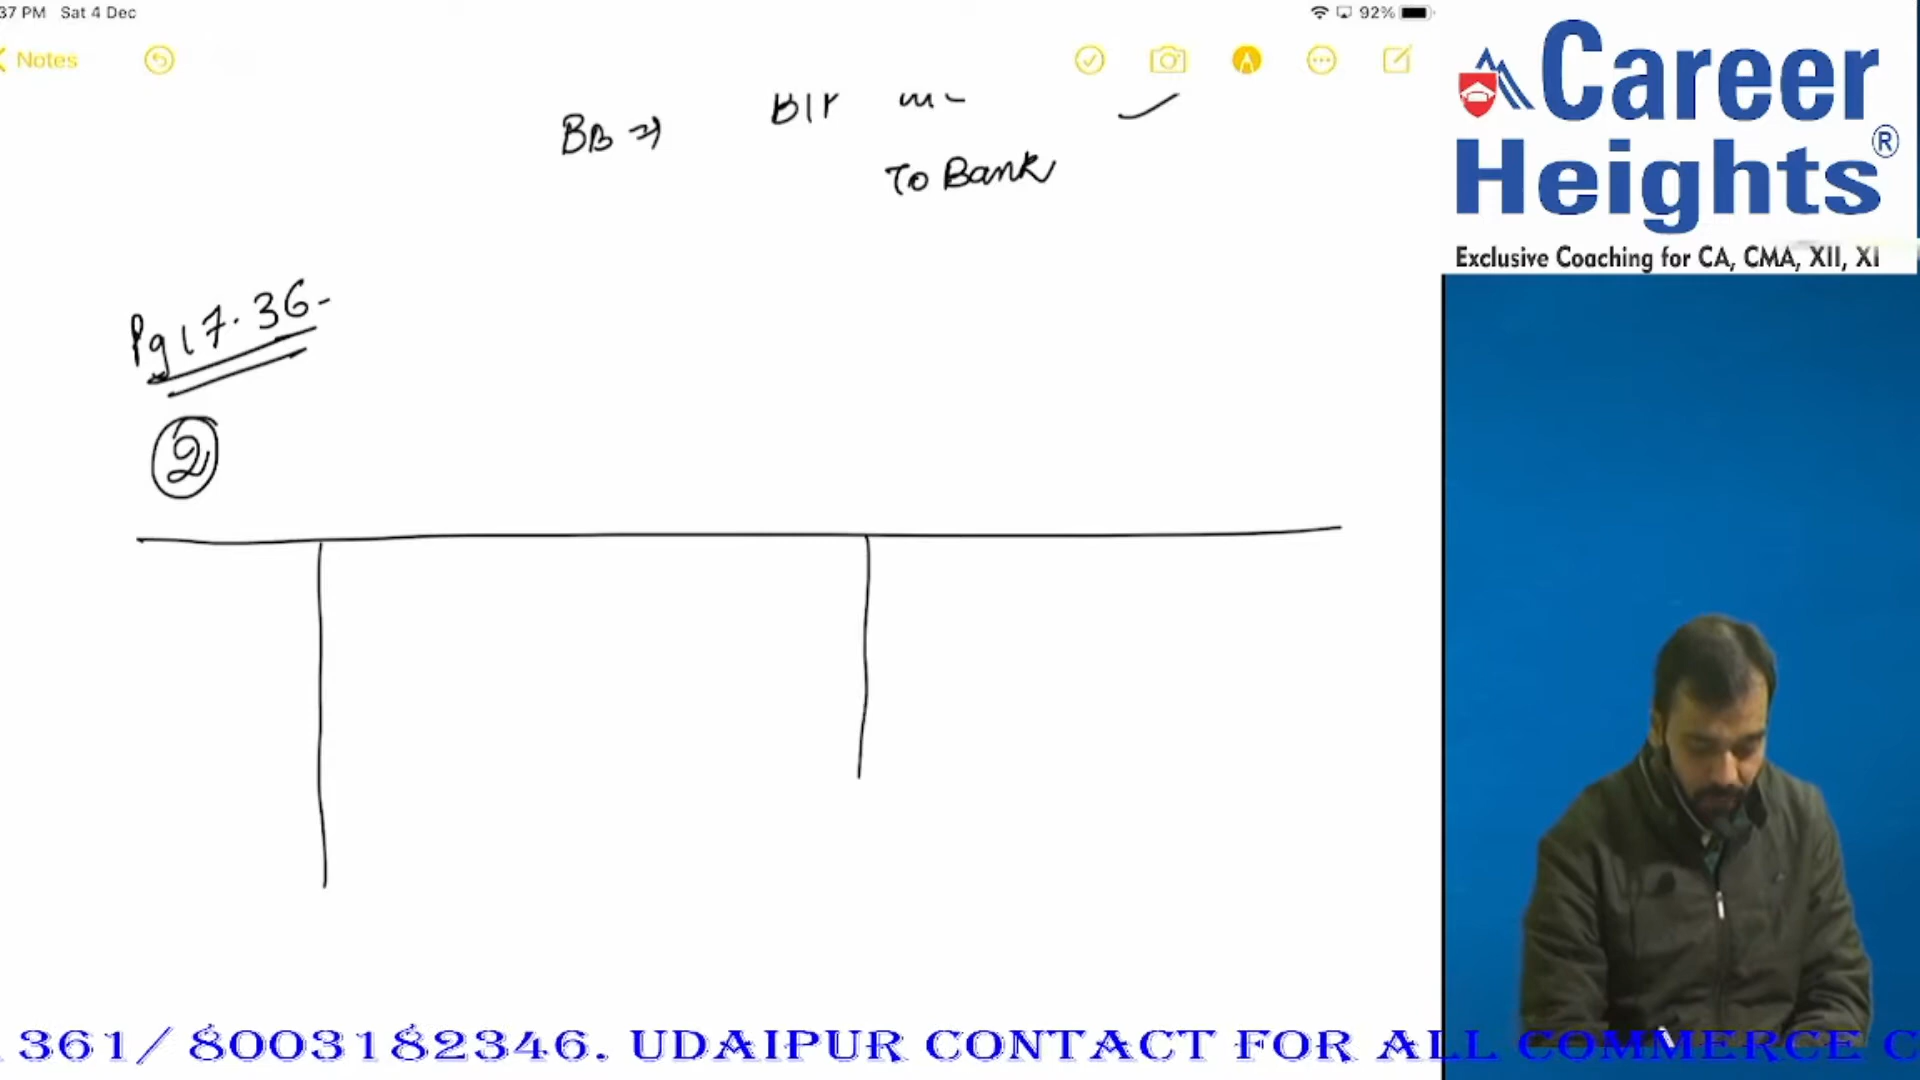 37 PM Sat 4 Dec
92%
Notes
BB ⇒
To Bank
Pg 17.36-
2
Career
Heights®
Exclusive Coaching for CA, CMA, XII, XI
361/ 8003182346. UDAIPUR CONTACT FOR ALL COMMERCE C